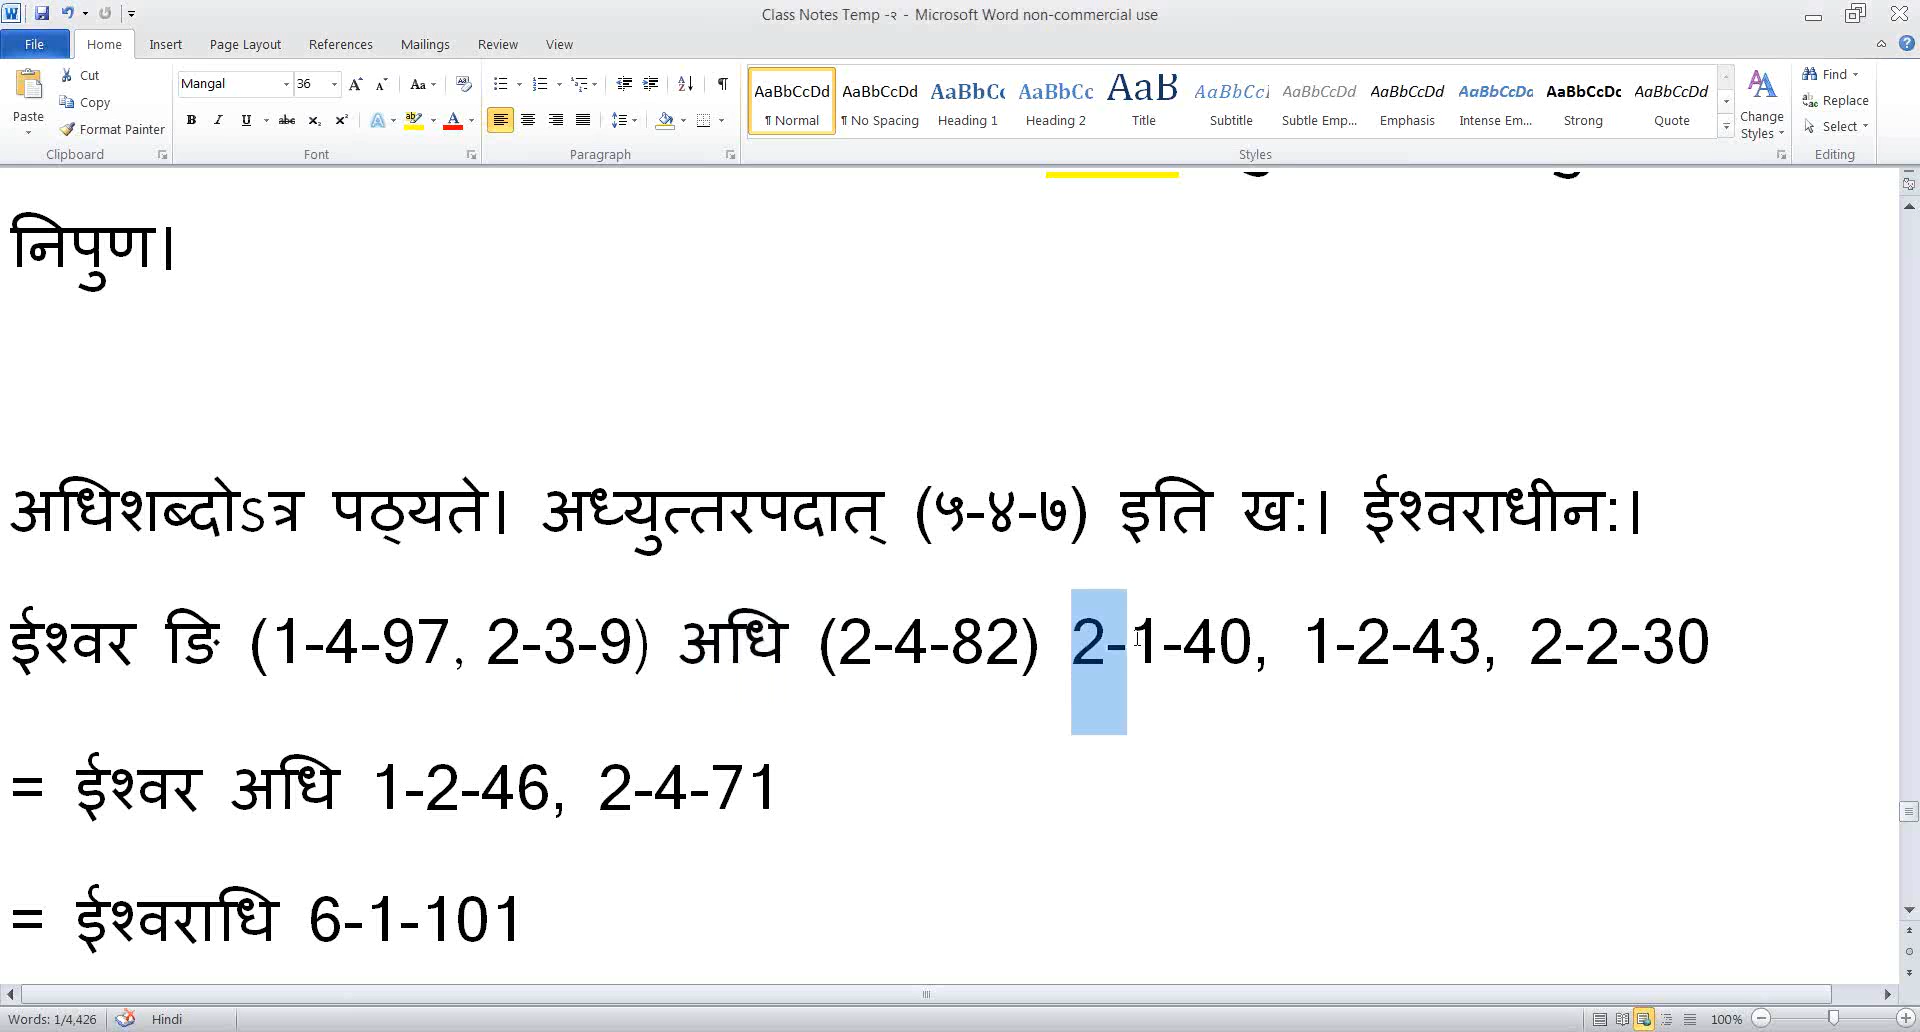 Class Notes Temp -२ - Microsoft Word non-commercial use
File Home Insert Page Layout References Mailings Review View
Paste Cut Copy Format Painter
Clipboard
Mangal 36
Font
Paragraph
AaBbCcDd ¶ Normal
AaBbCcDd ¶ No Spacing
AaBbCc Heading 1
AaBbCc Heading 2
AaB Title
AaBbCcl Subtitle
AaBbCcDd Subtle Emp...
AaBbCcDd Emphasis
AaBbCcDd Intense Em...
AaBbCcDc Strong
AaBbCcDd Quote
Change Styles
Styles
Find
Replace
Select
Editing
निपुण।
अधिशब्दोऽत्र पठ्यते। अध्युत्तरपदात् (५-४-७) इति ख:। ईश्वराधीन:।
ईश्वर ङि (1-4-97, 2-3-9) अधि (2-4-82) 2-1-40, 1-2-43, 2-2-30
= ईश्वर अधि 1-2-46, 2-4-71
= ईश्वराधि 6-1-101
Words: 1/4,426 Hindi 100%